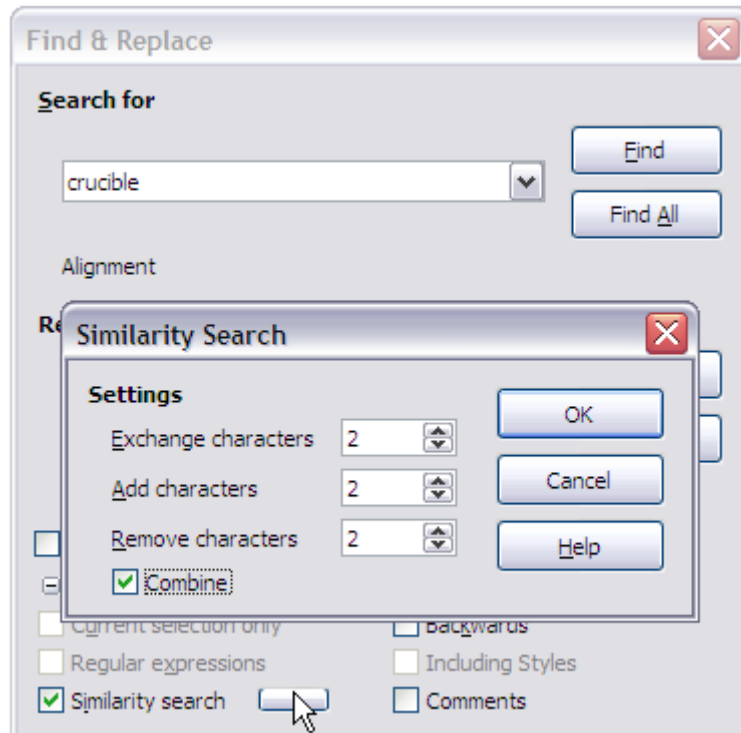 Find & Replace
Search for
Find
crucible
Find All
Alignment
Re
Similarity Search
Settings
OK
Exchange characters 2
Cancel
Add characters 2
Remove characters 2
Help
Combine
Current selection only Backwards
Regular expressions Including Styles
Similarity search Comments